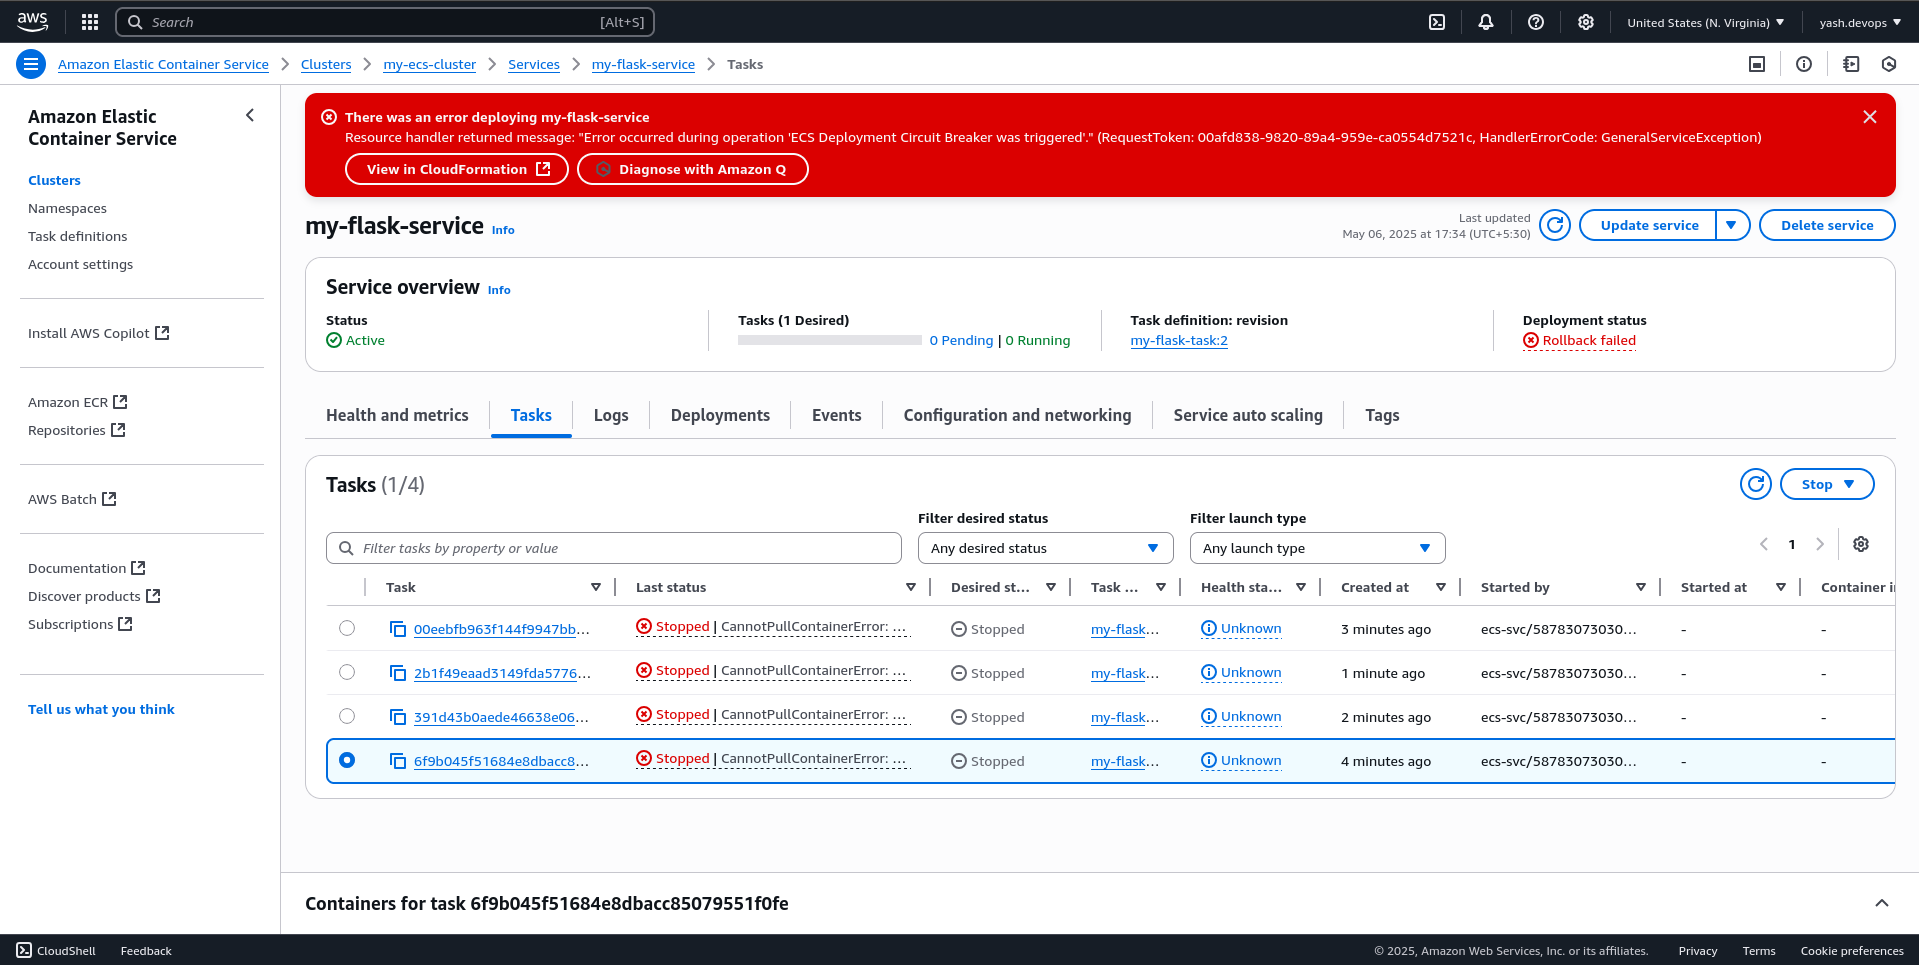 aws
Search [Alt+S]
United States (N. Virginia)
yash.devops
Amazon Elastic Container Service
Clusters
my-ecs-cluster
Services
my-flask-service
Tasks
Amazon Elastic
Container Service
Clusters
Namespaces
Task definitions
Account settings
Install AWS Copilot
Amazon ECR
Repositories
AWS Batch
Documentation
Discover products
Subscriptions
Tell us what you think
There was an error deploying my-flask-service
Resource handler returned message: "Error occurred during operation 'ECS Deployment Circuit Breaker was triggered'." (RequestToken: 00afd838-9820-89a4-959e-ca0554d7521c, HandlerErrorCode: GeneralServiceException)
View in CloudFormation
Diagnose with Amazon Q
my-flask-service Info
Last updated
May 06, 2025 at 17:34 (UTC+5:30)
Update service
Delete service
Service overview Info
Status
Active
Tasks (1 Desired)
0 Pending | 0 Running
Task definition: revision
my-flask-task:2
Deployment status
Rollback failed
Health and metrics
Tasks
Logs
Deployments
Events
Configuration and networking
Service auto scaling
Tags
Tasks (1/4)
Stop
Filter desired status
Filter launch type
Filter tasks by property or value
Any desired status
Any launch type
1
Task Last status Desired st... Task ... Health sta... Created at Started by Started at Container i
00eebfb963f144f9947bb... Stopped | CannotPullContainerError: ... Stopped my-flask... Unknown 3 minutes ago ecs-svc/58783073030... - -
2b1f49eaad3149fda5776... Stopped | CannotPullContainerError: ... Stopped my-flask... Unknown 1 minute ago ecs-svc/58783073030... - -
391d43b0aede46638e06... Stopped | CannotPullContainerError: ... Stopped my-flask... Unknown 2 minutes ago ecs-svc/58783073030... - -
6f9b045f51684e8dbacc8... Stopped | CannotPullContainerError: ... Stopped my-flask... Unknown 4 minutes ago ecs-svc/58783073030... - -
Containers for task 6f9b045f51684e8dbacc85079551f0fe
CloudShell
Feedback
© 2025, Amazon Web Services, Inc. or its affiliates.
Privacy
Terms
Cookie preferences